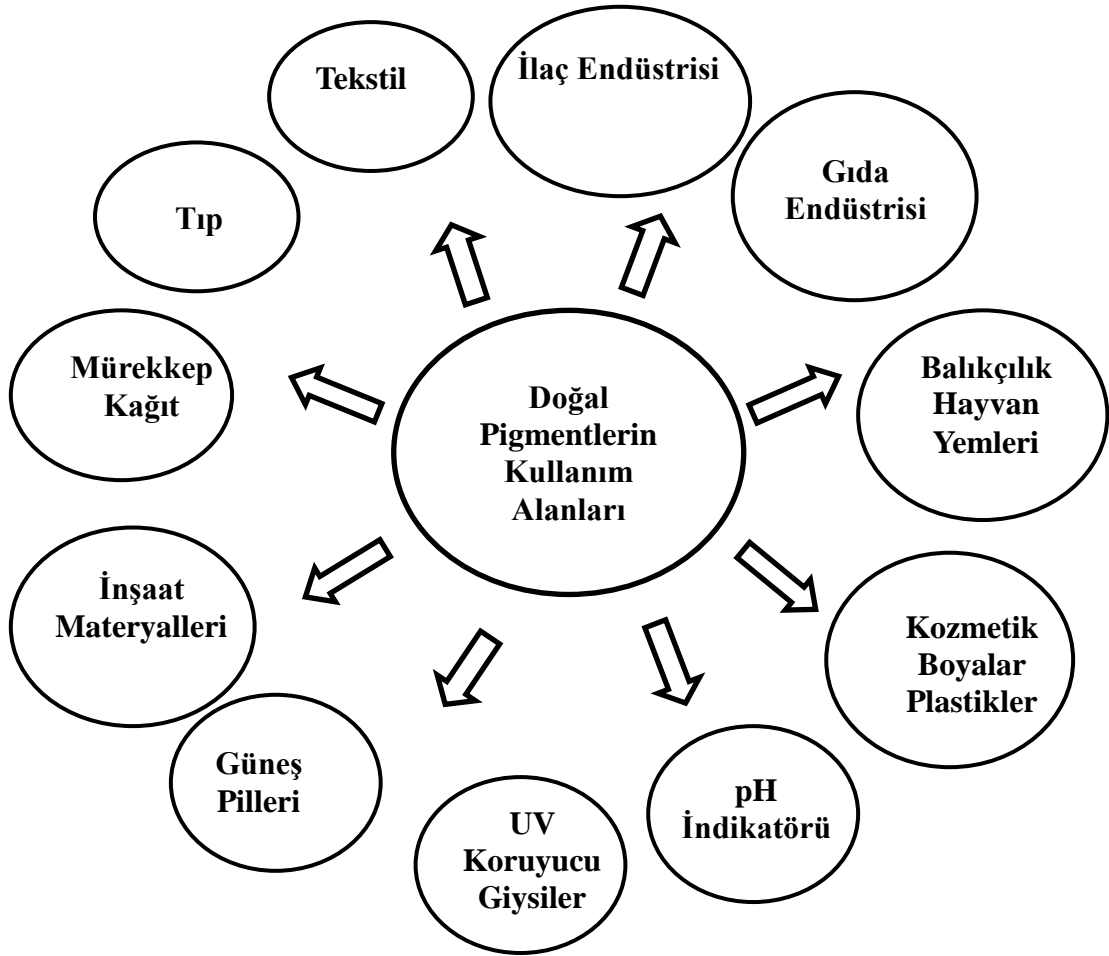 Tekstil
İlaç Endüstrisi
Gıda
Endüstrisi
Tıp
Mürekkep
Kağıt
Doğal
Pigmentlerin
Kullanım
Alanları
Balıkçılık
Hayvan
Yemleri
İnşaat
Materyalleri
Kozmetik
Boyalar
Plastikler
Güneş
Pilleri
UV
Koruyucu
Giysiler
pH
İndikatörü